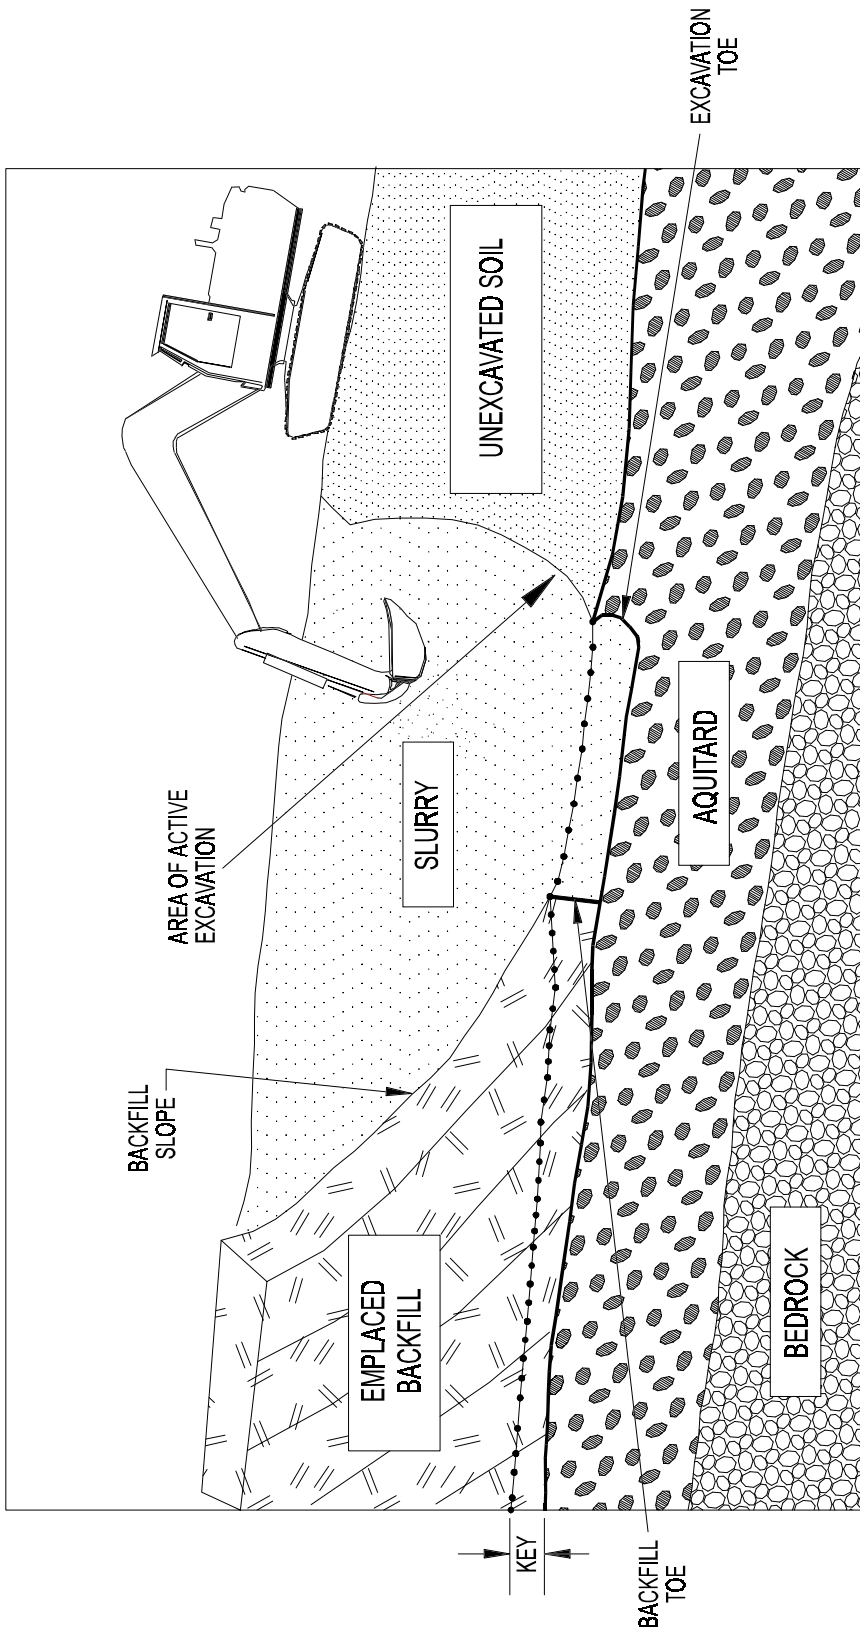 EXCAVATION
TOE
UNEXCAVATED SOIL
AREA OF ACTIVE
EXCAVATION
SLURRY
AQUITARD
BACKFILL
SLOPE
EMPLACED
BACKFILL
BEDROCK
KEY
BACKFILL
TOE